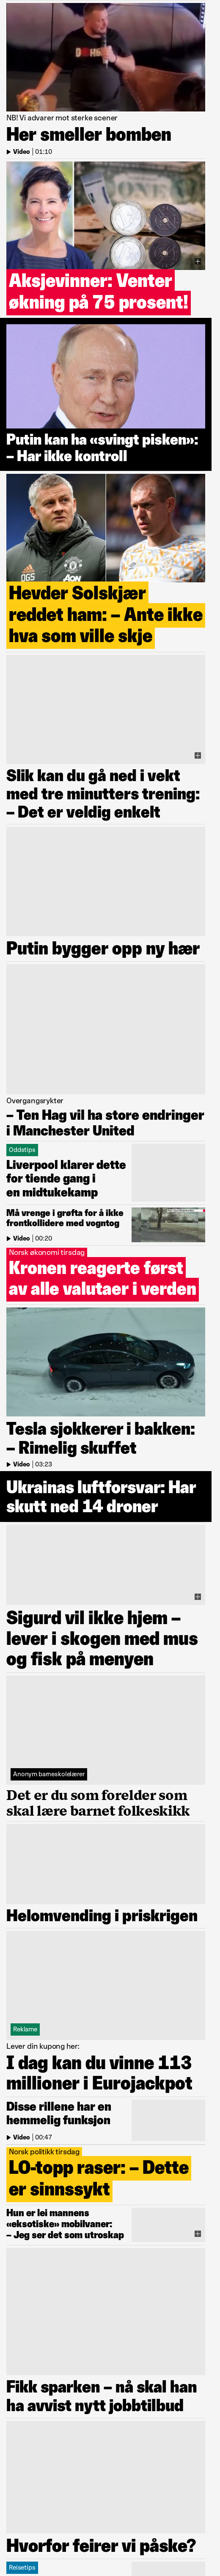 NB! Vi advarer mot sterke scener
Her smeller bomben
Video | 01:10
Aksjevinner: Venter
økning på 75 prosent!
Putin kan ha «svingt pisken»:
– Har ikke kontroll
OGS
AON
Hevder Solskjær
reddet ham: – Ante ikke
hva som ville skje
Slik kan du gå ned i vekt
med tre minutters trening:
– Det er veldig enkelt
Putin bygger opp ny hær
Overgangsrykter
– Ten Hag vil ha store endringer
i Manchester United
Oddstips
Liverpool klarer dette
for tiende gang i
en midtukekamp
Må vrenge i grøfta for å ikke
frontkollidere med vogntog
Video | 00:20
Norsk økonomi tirsdag
Kronen reagerte først
av alle valutaer i verden
Tesla sjokkerer i bakken:
– Rimelig skuffet
Video | 03:23
Ukrainas luftforsvar: Har
skutt ned 14 droner
Sigurd vil ikke hjem –
lever i skogen med mus
og fisk på menyen
Anonym barneskolelærer
Det er du som forelder som
skal lære barnet folkeskikk
Helomvending i priskrigen
Reklame
Lever din kupong her:
I dag kan du vinne 113
millioner i Eurojackpot
Disse rillene har en
hemmelig funksjon
Video | 00:47
Norsk politikk tirsdag
LO-topp raser: – Dette
er sinnssykt
Hun er lei mannens
«eksotiske» mobilvaner:
– Jeg ser det som utroskap
Fikk sparken – nå skal han
ha avvist nytt jobbtilbud
Hvorfor feirer vi påske?
Reisetips